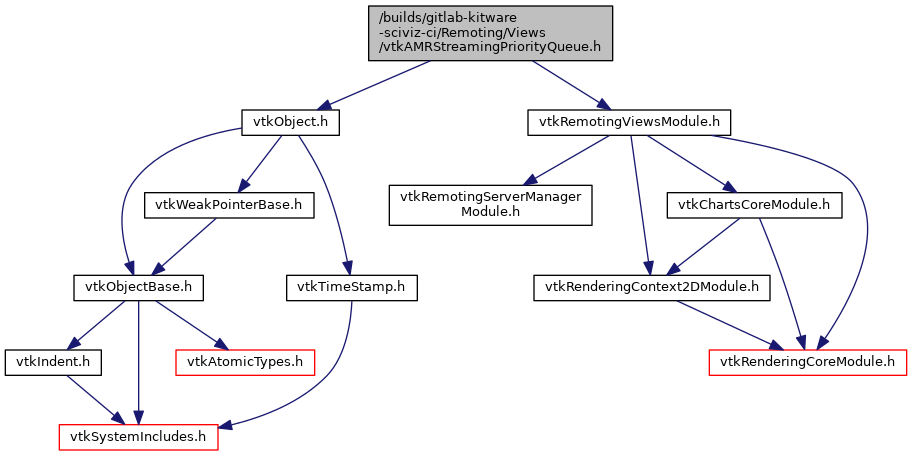 /builds/gitlab-kitware
-sciviz-ci/Remoting/Views
/vtkAMRStreamingPriorityQueue.h
vtkObject.h
vtkRemotingViewsModule.h
vtkWeakPointerBase.h
vtkRemotingServerManager
Module.h
vtkChartsCoreModule.h
vtkObjectBase.h
vtkTimeStamp.h
vtkRenderingContext2DModule.h
vtkIndent.h
vtkAtomicTypes.h
vtkRenderingCoreModule.h
vtkSystemIncludes.h